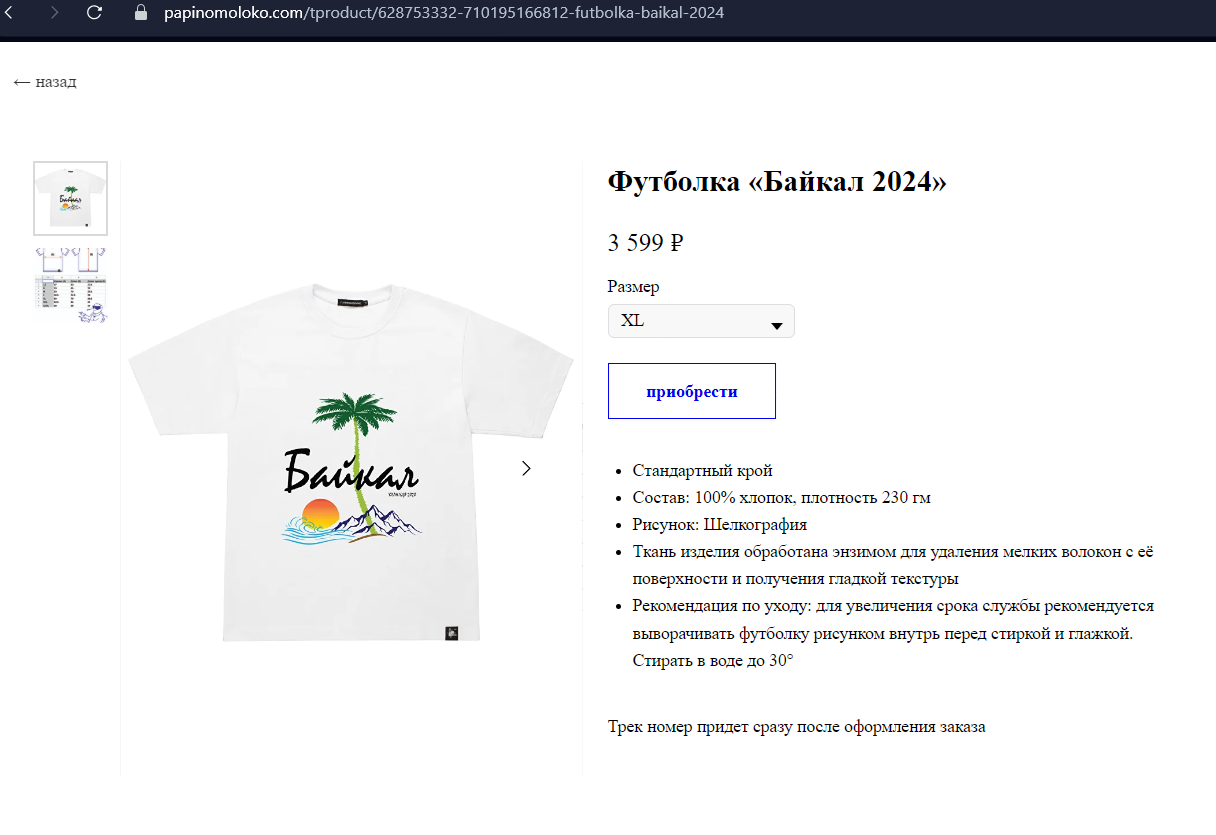 papinomoloko.com/tproduct/628753332-710195166812-futbolka-baikal-2024
← назад
Футболка «Байкал 2024»
3 599 ₽
Размер
XL
приобрести
Байкал
• Стандартный крой
• Состав: 100% хлопок, плотность 230 гм
• Рисунок: Шелкография
• Ткань изделия обработана энзимом для удаления мелких волокон с её
поверхности и получения гладкой текстуры
• Рекомендация по уходу: для увеличения срока службы рекомендуется
выворачивать футболку рисунком внутрь перед стиркой и глажкой.
Стирать в воде до 30°
Трек номер придет сразу после оформления заказа